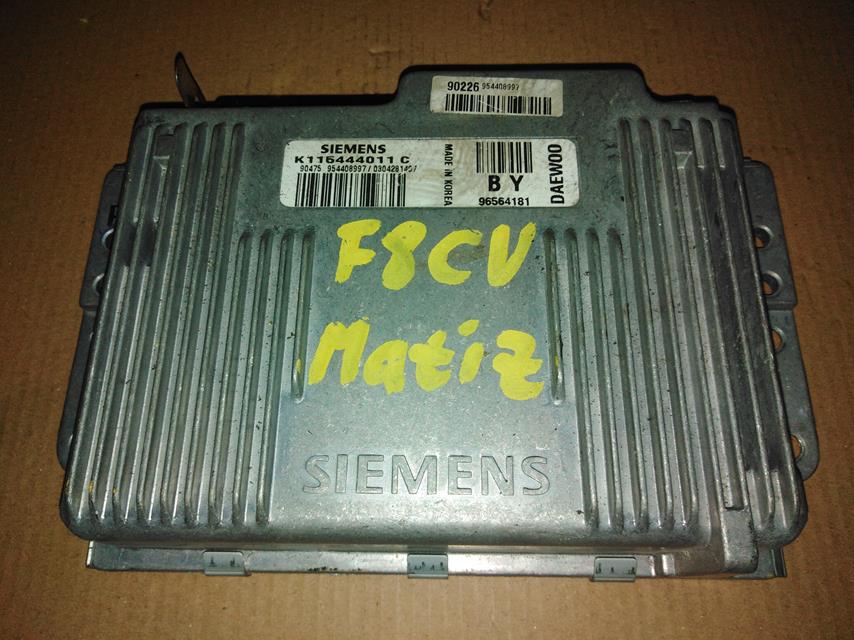 90226 954408997
SIEMENS
K115444011 C
90475 954408997/
MADE IN KOREA
B Y
96564181
DAEWOO
F8CV
Matiz
SIEMENS